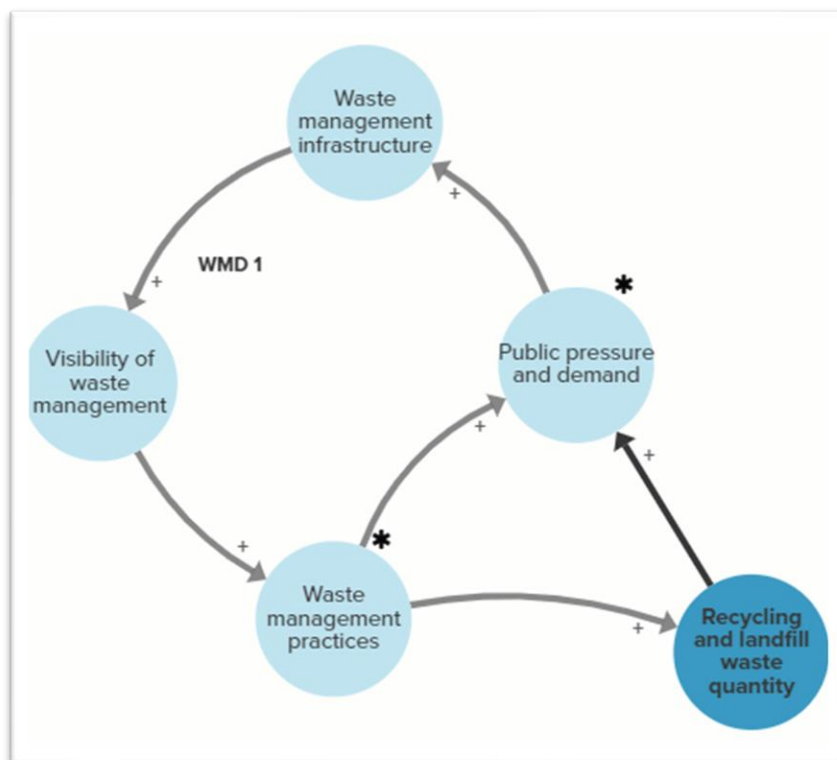 Waste
management
infrastructure
+
WMD 1
+
✱
Visibility of
waste
management
Public pressure
and demand
+
+
+
✱
Waste
management
practices
+
Recycling
and landfill
waste
quantity